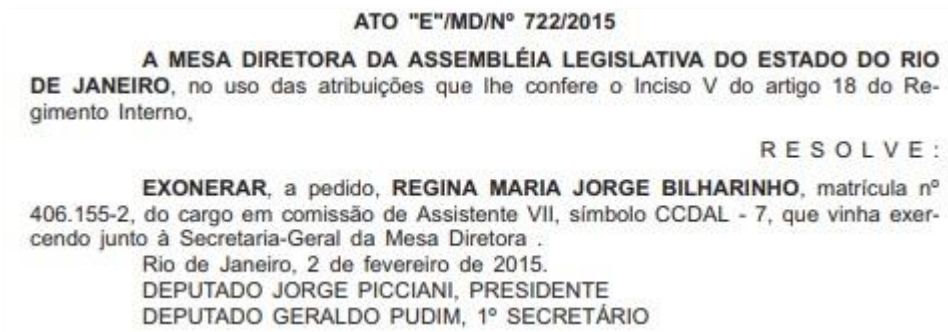 ATO "E"/MD/Nº 722/2015
A MESA DIRETORA DA ASSEMBLÉIA LEGISLATIVA DO ESTADO DO RIO
DE JANEIRO, no uso das atribuições que lhe confere o Inciso V do artigo 18 do Re-
gimento Interno,
R E S O L V E :
EXONERAR, a pedido, REGINA MARIA JORGE BILHARINHO, matrícula nº
406.155-2, do cargo em comissão de Assistente VII, símbolo CCDAL - 7, que vinha exer-
cendo junto à Secretaria-Geral da Mesa Diretora .
Rio de Janeiro, 2 de fevereiro de 2015.
DEPUTADO JORGE PICCIANI, PRESIDENTE
DEPUTADO GERALDO PUDIM, 1º SECRETÁRIO